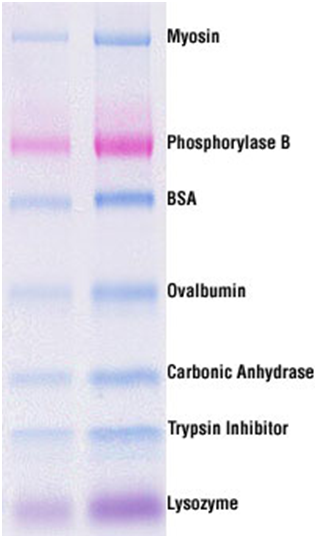 Myosin
Phosphorylase B
BSA
Ovalbumin
Carbonic Anhydrase
Trypsin Inhibitor
Lysozyme